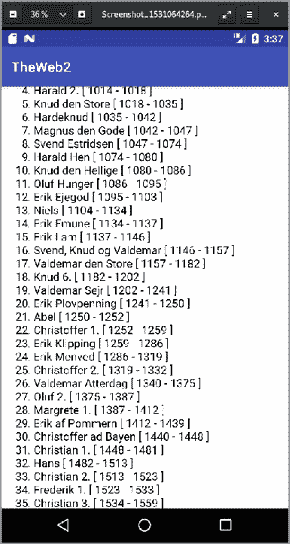 36%
Screenshot_1531064264.p...
3:37
TheWeb2
4. Harald 2. [ 1014 - 1018 ]
5. Knud den Store [ 1018 - 1035 ]
6. Hardeknud [ 1035 - 1042 ]
7. Magnus den Gode [ 1042 - 1047 ]
8. Svend Estridsen [ 1047 - 1074 ]
9. Harald Hen [ 1074 - 1080 ]
10. Knud den Hellige [ 1080 - 1086 ]
11. Oluf Hunger [ 1086 - 1095 ]
12. Erik Ejegod [ 1095 - 1103 ]
13. Niels [ 1104 - 1134 ]
14. Erik Emune [ 1134 - 1137 ]
15. Erik Lam [ 1137 - 1146 ]
16. Svend, Knud og Valdemar [ 1146 - 1157 ]
17. Valdemar den Store [ 1157 - 1182 ]
18. Knud 6. [ 1182 - 1202 ]
19. Valdemar Sejr [ 1202 - 1241 ]
20. Erik Plovpenning [ 1241 - 1250 ]
21. Abel [ 1250 - 1252 ]
22. Christoffer 1. [ 1252 - 1259 ]
23. Erik Klipping [ 1259 - 1286 ]
24. Erik Menved [ 1286 - 1319 ]
25. Christoffer 2. [ 1319 - 1332 ]
26. Valdemar Atterdag [ 1340 - 1375 ]
27. Oluf 2. [ 1375 - 1387 ]
28. Margrete 1. [ 1387 - 1412 ]
29. Erik af Pommern [ 1412 - 1439 ]
30. Christoffer ad Bayen [ 1440 - 1448 ]
31. Christian 1. [ 1448 - 1481 ]
32. Hans [ 1482 - 1513 ]
33. Christian 2. [ 1513 - 1523 ]
34. Frederik 1. [ 1523 - 1533 ]
35. Christian 3. [ 1534 - 1559 ]